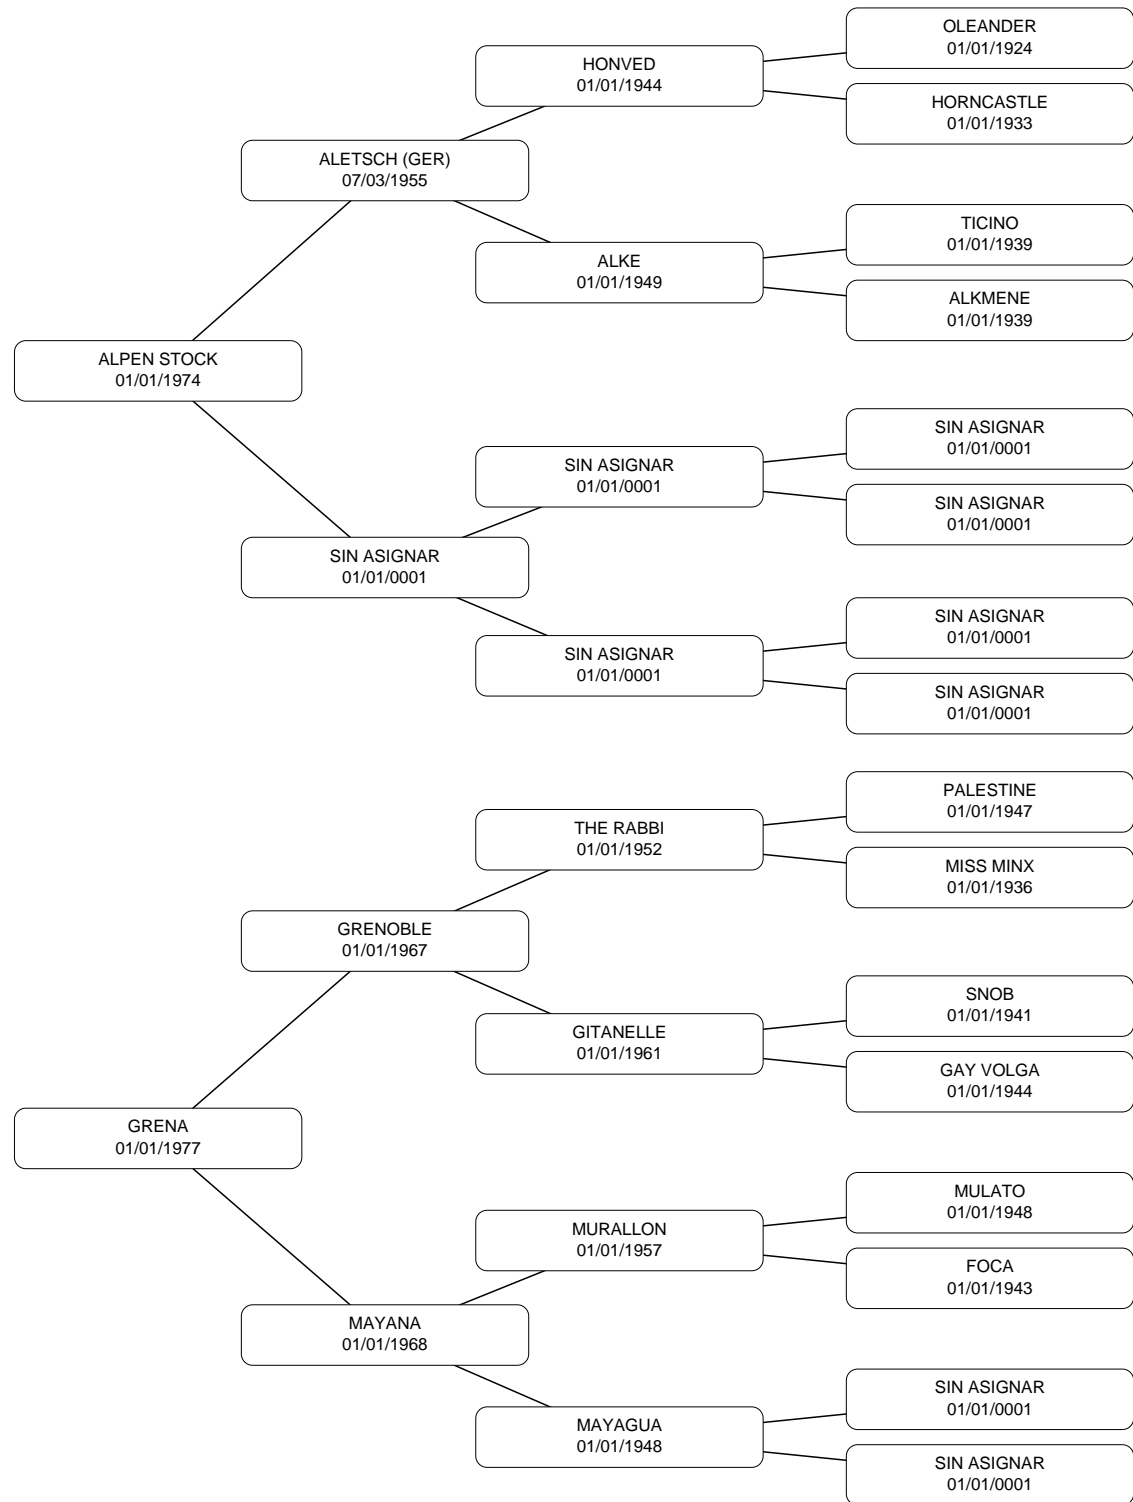 OLEANDER
01/01/1924
HONVED
01/01/1944
HORNCASTLE
01/01/1933
ALETSCH (GER)
07/03/1955
TICINO
01/01/1939
ALKE
01/01/1949
ALKMENE
01/01/1939
ALPEN STOCK
01/01/1974
SIN ASIGNAR
01/01/0001
SIN ASIGNAR
01/01/0001
SIN ASIGNAR
01/01/0001
SIN ASIGNAR
01/01/0001
SIN ASIGNAR
01/01/0001
SIN ASIGNAR
01/01/0001
SIN ASIGNAR
01/01/0001
PALESTINE
01/01/1947
THE RABBI
01/01/1952
MISS MINX
01/01/1936
GRENOBLE
01/01/1967
SNOB
01/01/1941
GITANELLE
01/01/1961
GAY VOLGA
01/01/1944
GRENA
01/01/1977
MULATO
01/01/1948
MURALLON
01/01/1957
FOCA
01/01/1943
MAYANA
01/01/1968
SIN ASIGNAR
01/01/0001
MAYAGUA
01/01/1948
SIN ASIGNAR
01/01/0001